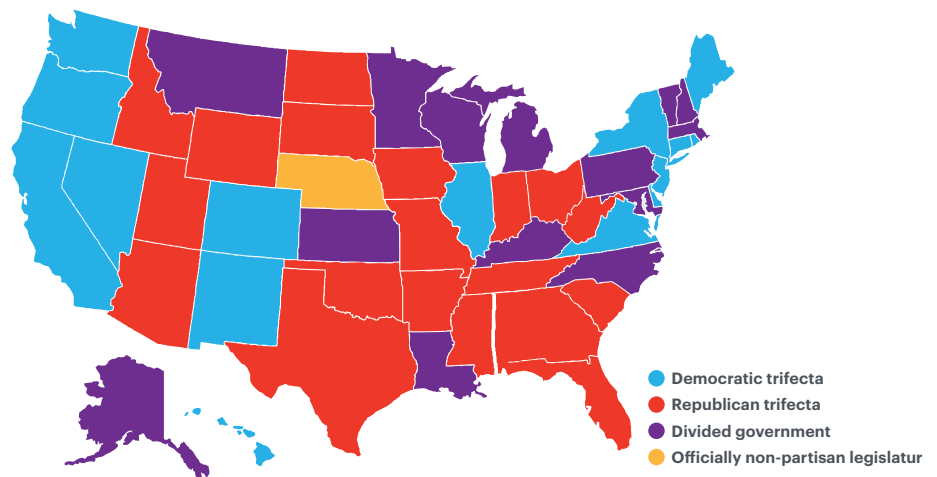 Democratic trifecta
Republican trifecta
Divided government
Officially non-partisan legislatur